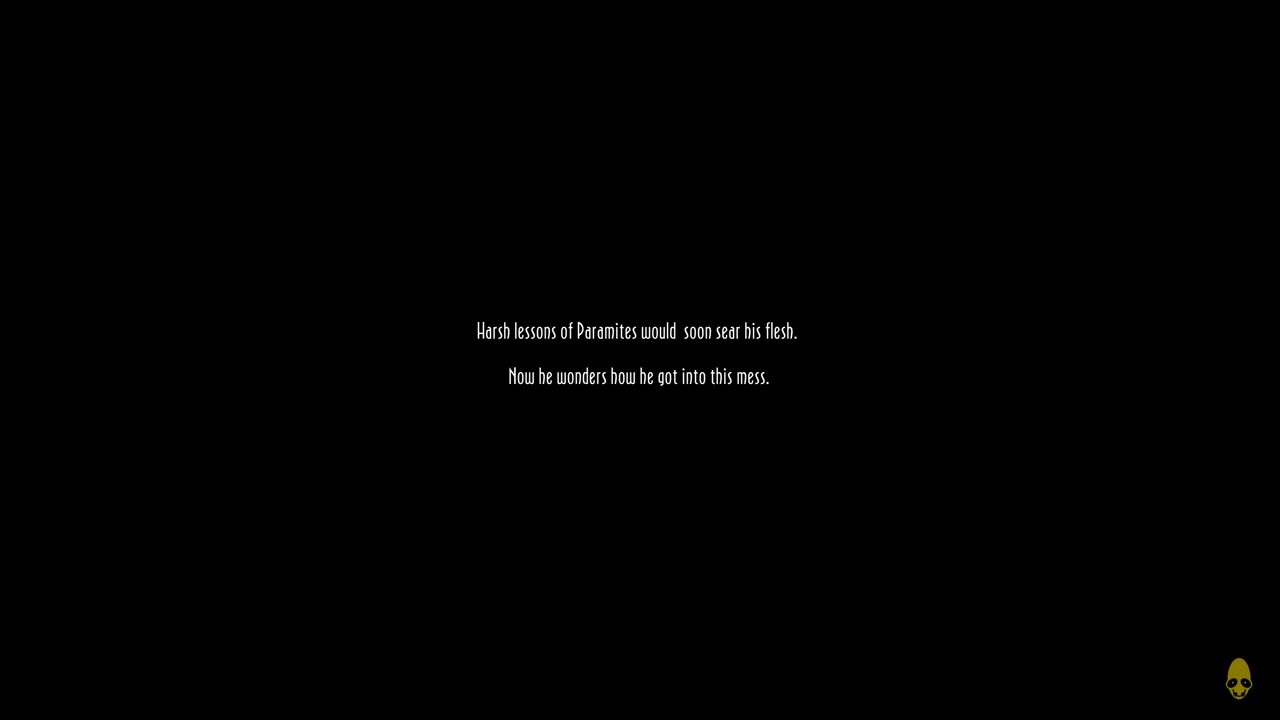 Harsh lessons of Paramites would  soon sear his flesh.
Now he wonders how he got into this mess.